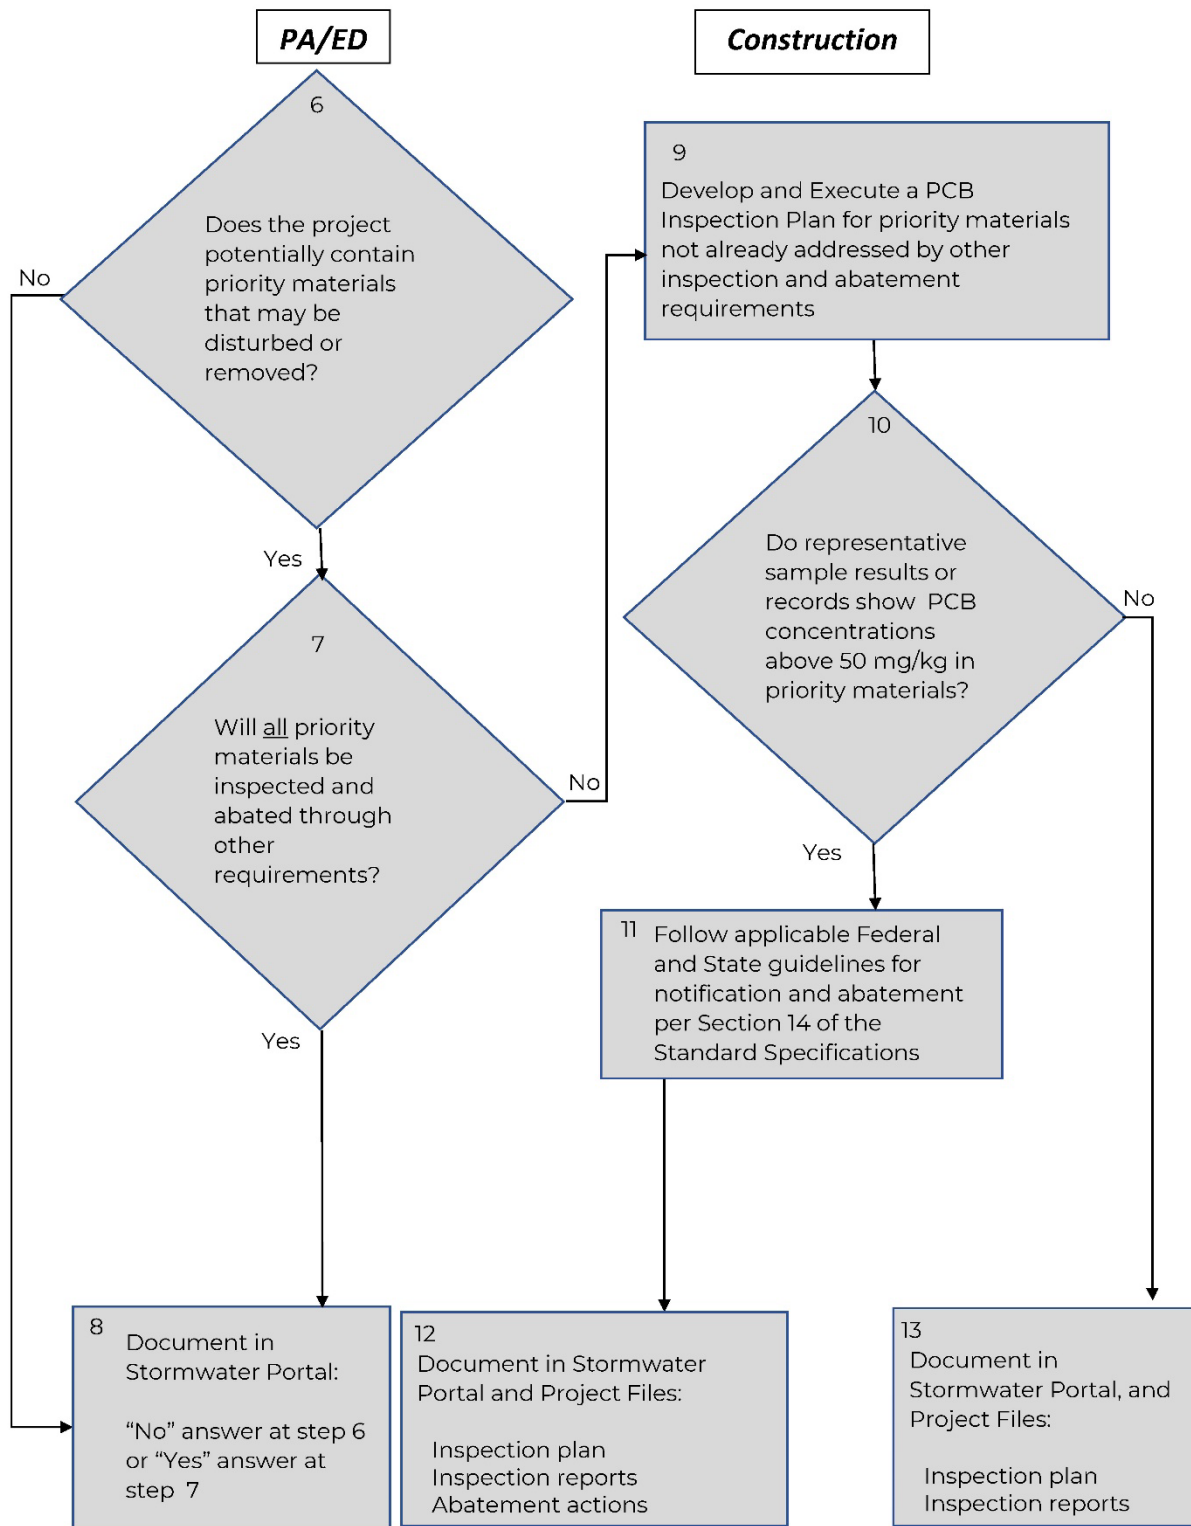 PA/ED
Construction
6
Does the project
potentially contain
priority materials
that may be
disturbed or
removed?
No
Yes
7
Will all priority
materials be
inspected and
abated through
other
requirements?
No
Yes
8
Document in
Stormwater Portal:
“No” answer at step 6
or “Yes” answer at
step 7
9
Develop and Execute a PCB
Inspection Plan for priority materials
not already addressed by other
inspection and abatement
requirements
10
Do representative
sample results or
records show PCB
concentrations
above 50 mg/kg in
priority materials?
No
Yes
11
Follow applicable Federal
and State guidelines for
notification and abatement
per Section 14 of the
Standard Specifications
12
Document in Stormwater
Portal and Project Files:
Inspection plan
Inspection reports
Abatement actions
13
Document in
Stormwater Portal, and
Project Files:
Inspection plan
Inspection reports